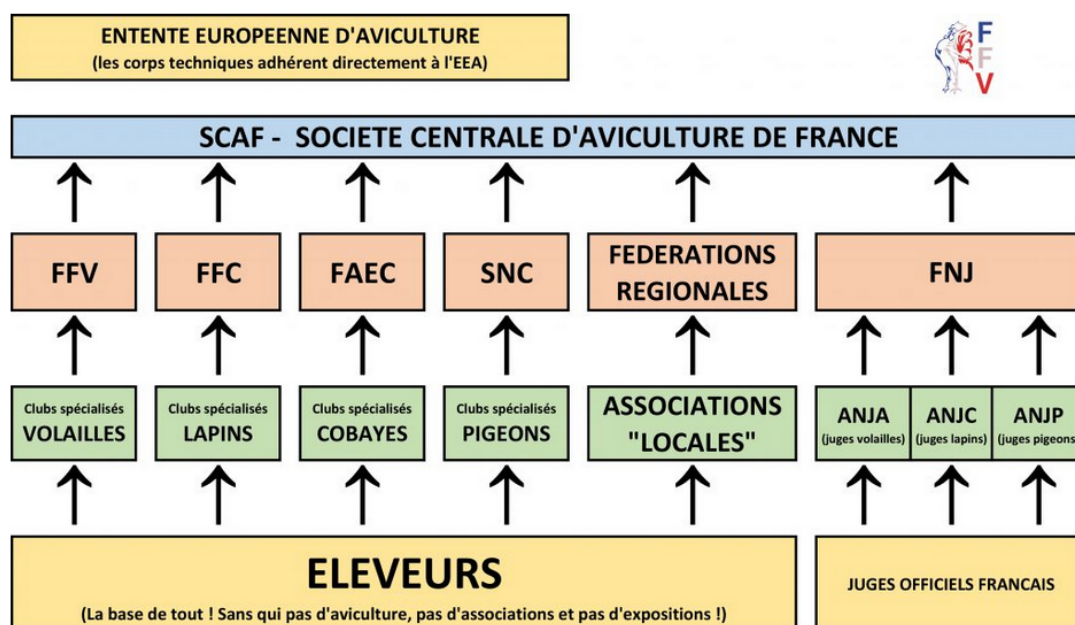 ENTENTE EUROPEENNE D'AVICULTURE
(les corps techniques adhérent directement à l'EEA)
F
F
V
SCAF - SOCIETE CENTRALE D'AVICULTURE DE FRANCE
FFV
FFC
FAEC
SNC
FEDERATIONS
REGIONALES
FNJ
Clubs spécialisés
VOLAILLES
Clubs spécialisés
LAPINS
Clubs spécialisés
COBAYES
Clubs spécialisés
PIGEONS
ASSOCIATIONS
"LOCALES"
ANJA
(juges volailles)
ANJC
(juges lapins)
ANJP
(juges pigeons)
ELEVEURS
(La base de tout ! Sans qui pas d'aviculture, pas d'associations et pas d'expositions !)
JUGES OFFICIELS FRANCAIS